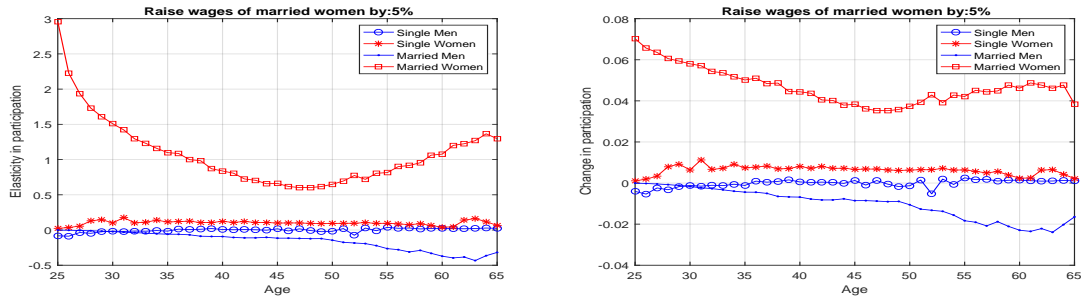 Raise wages of married women by:5%
3
2.5
2
1.5
1
0.5
0
-0.5
Elasticity in participation
25 30 35 40 45 50 55 60 65
Age
Single Men
Single Women
Married Men
Married Women
Raise wages of married women by:5%
0.08
0.06
0.04
0.02
0
-0.02
-0.04
Change in participation
25 30 35 40 45 50 55 60 65
Age
Single Men
Single Women
Married Men
Married Women